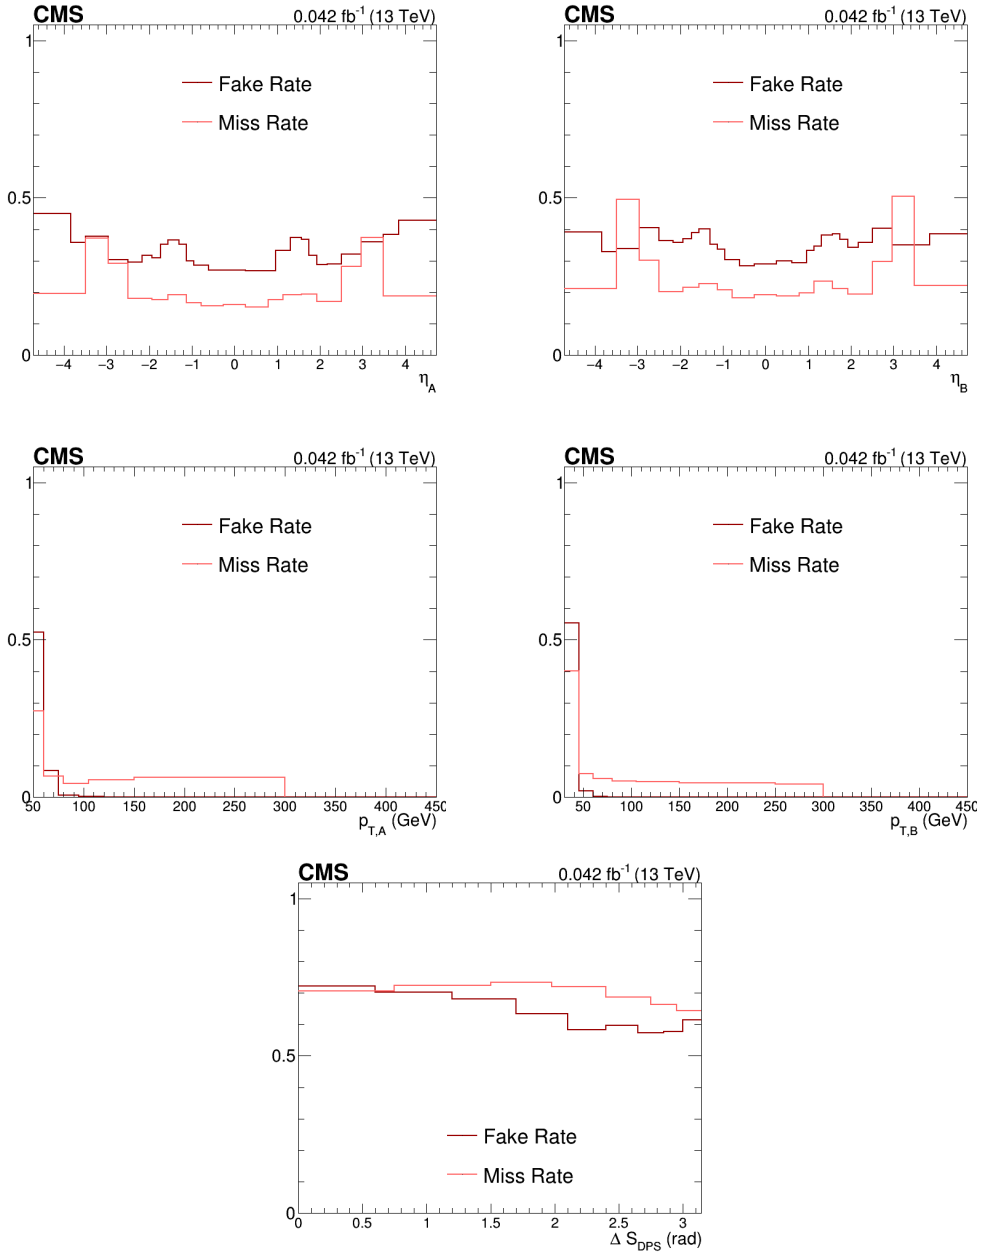 CMS 0.042 fb⁻¹ (13 TeV)
1
Fake Rate
Miss Rate
0.5
0
−4 −3 −2 −1 0 1 2 3 4
η_A
CMS 0.042 fb⁻¹ (13 TeV)
1
Fake Rate
Miss Rate
0.5
0
−4 −3 −2 −1 0 1 2 3 4
η_B
CMS 0.042 fb⁻¹ (13 TeV)
1
Fake Rate
Miss Rate
0.5
0
50 100 150 200 250 300 350 400 450
p_T,A (GeV)
CMS 0.042 fb⁻¹ (13 TeV)
1
Fake Rate
Miss Rate
0.5
0
50 100 150 200 250 300 350 400 450
p_T,B (GeV)
CMS 0.042 fb⁻¹ (13 TeV)
1
0.5
Fake Rate
Miss Rate
0
0 0.5 1 1.5 2 2.5 3
Δ S_DPS (rad)